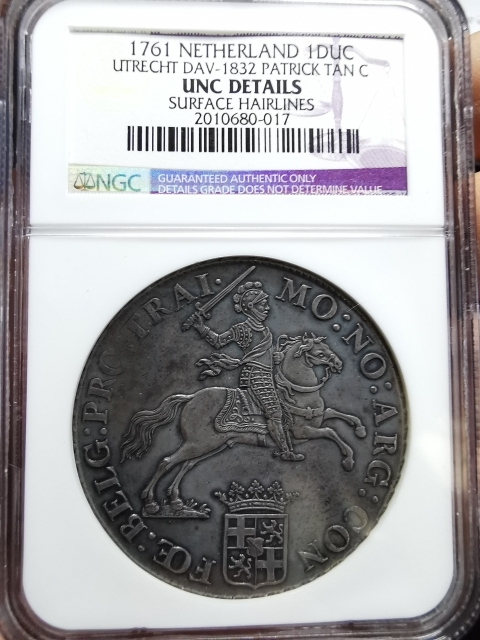 1761 NETHERLAND 1DUC
UTRECHT DAV-1832 PATRICK TAN C
UNC DETAILS
SURFACE HAIRLINES
2010680-017
NGC
GUARANTEED AUTHENTIC ONLY
DETAILS GRADE DOES NOT DETERMINE VALUE
MO:NO:ARG:CON
FŒ:BELG:PRO TRAI.